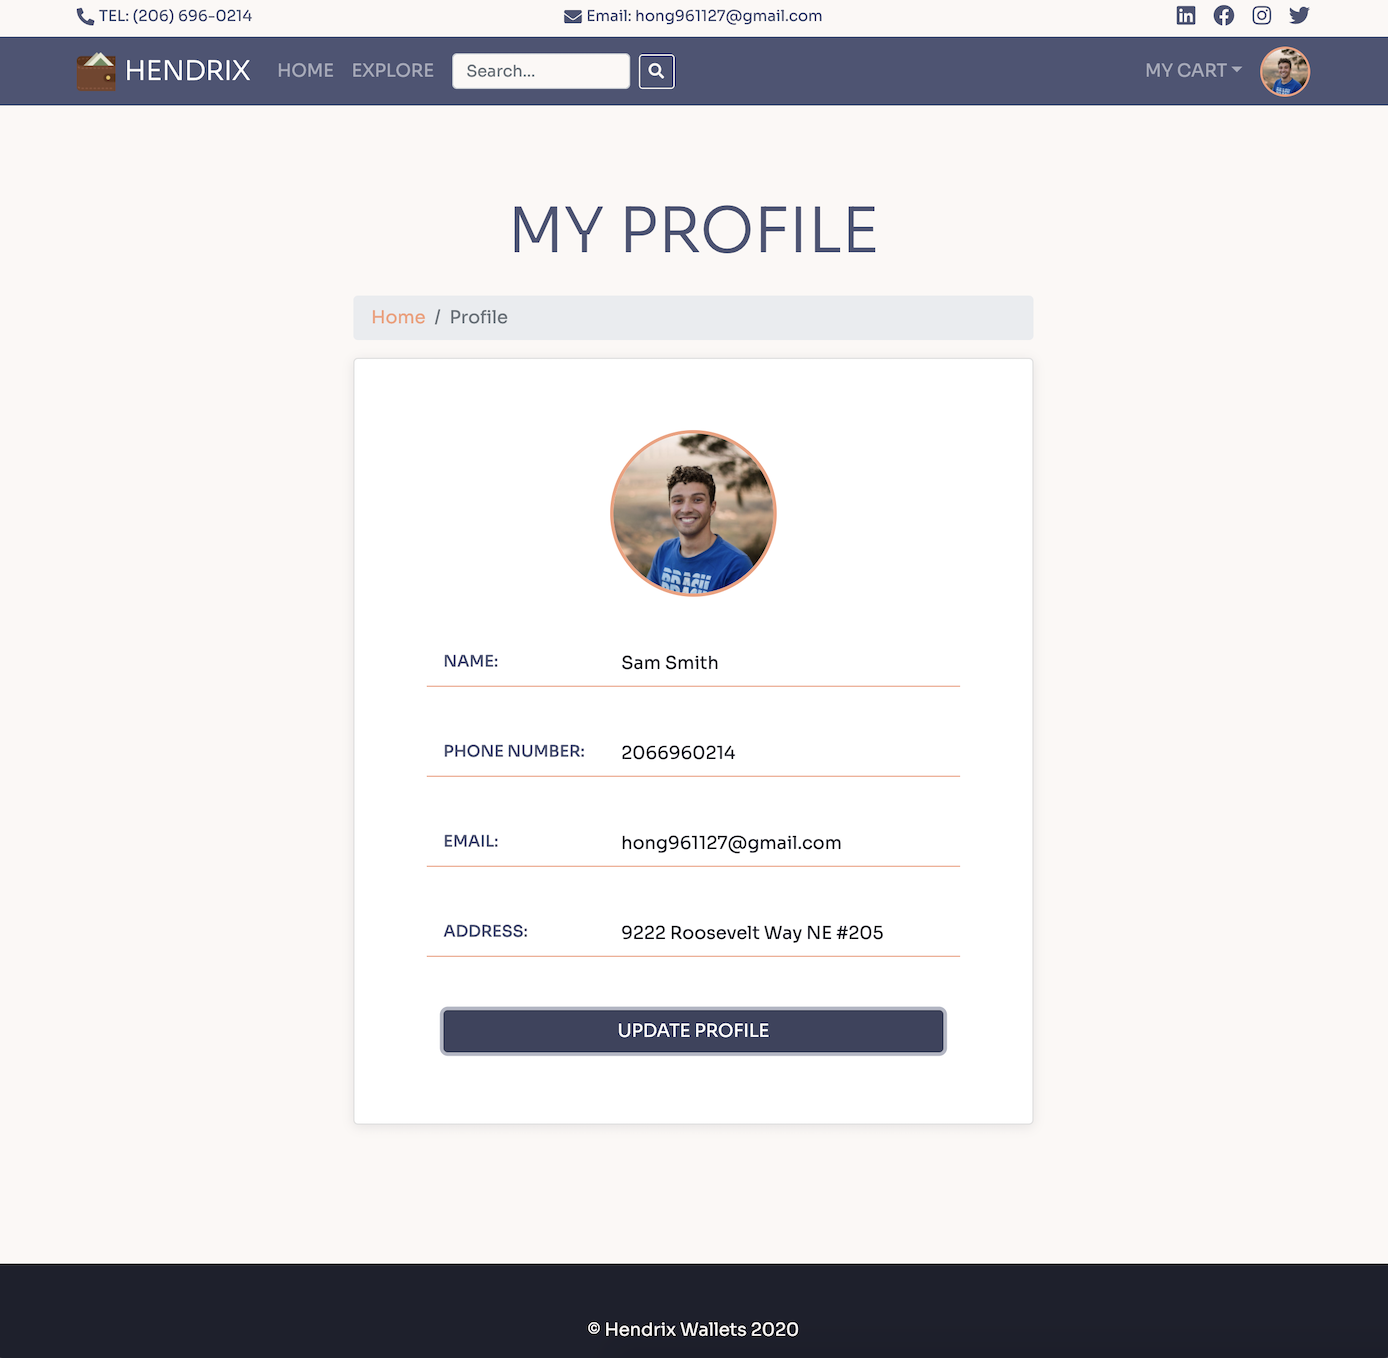 TEL: (206) 696-0214
Email: hong961127@gmail.com
HENDRIX
HOME
EXPLORE
Search...
MY CART
MY PROFILE
Home / Profile
NAME:
Sam Smith
PHONE NUMBER:
2066960214
EMAIL:
hong961127@gmail.com
ADDRESS:
9222 Roosevelt Way NE #205
UPDATE PROFILE
© Hendrix Wallets 2020